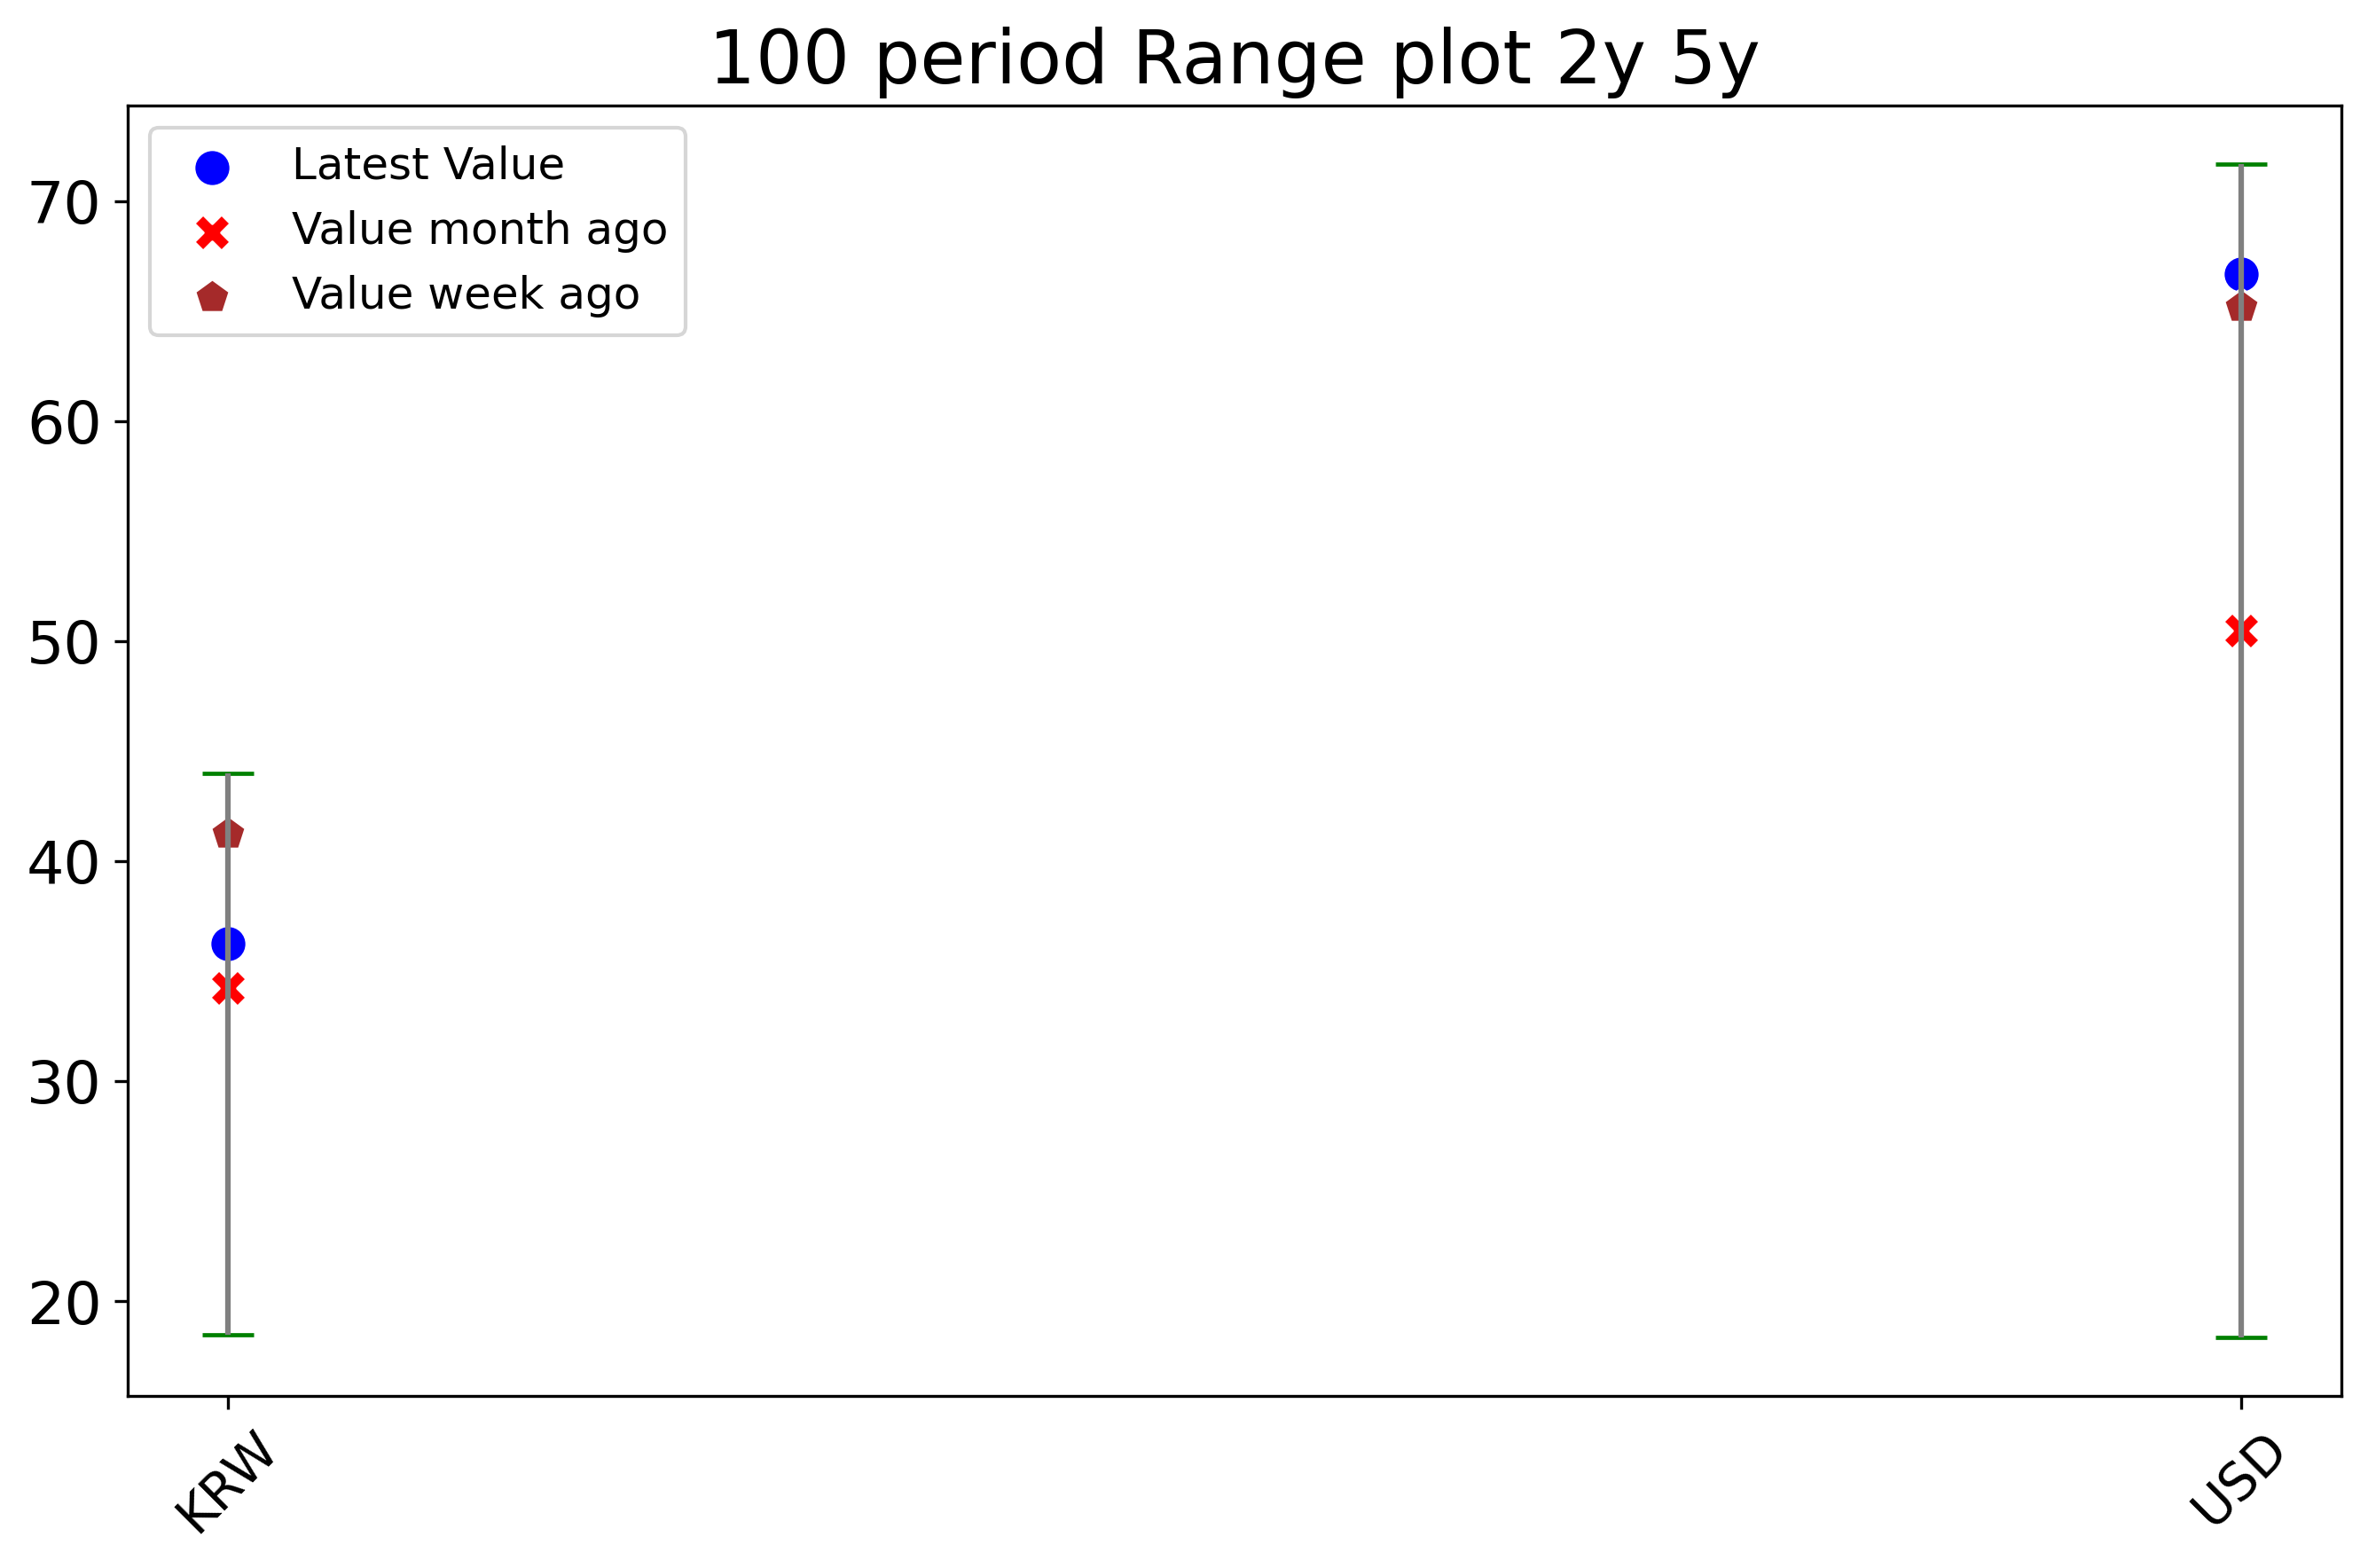 100 period Range plot 2y 5y
Latest Value
Value month ago
Value week ago
70
60
50
40
30
20
KRW
USD